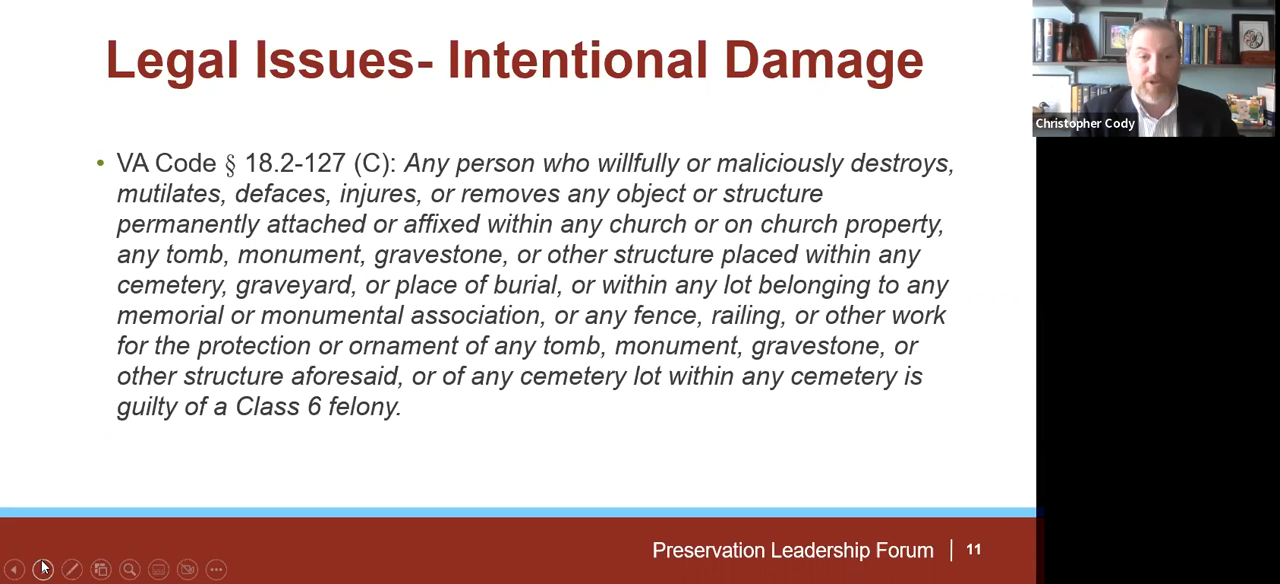 Legal Issues- Intentional Damage
• VA Code § 18.2-127 (C): Any person who willfully or maliciously destroys,
mutilates, defaces, injures, or removes any object or structure
permanently attached or affixed within any church or on church property,
any tomb, monument, gravestone, or other structure placed within any
cemetery, graveyard, or place of burial, or within any lot belonging to any
memorial or monumental association, or any fence, railing, or other work
for the protection or ornament of any tomb, monument, gravestone, or
other structure aforesaid, or of any cemetery lot within any cemetery is
guilty of a Class 6 felony.
Preservation Leadership Forum | 11
Christopher Cody